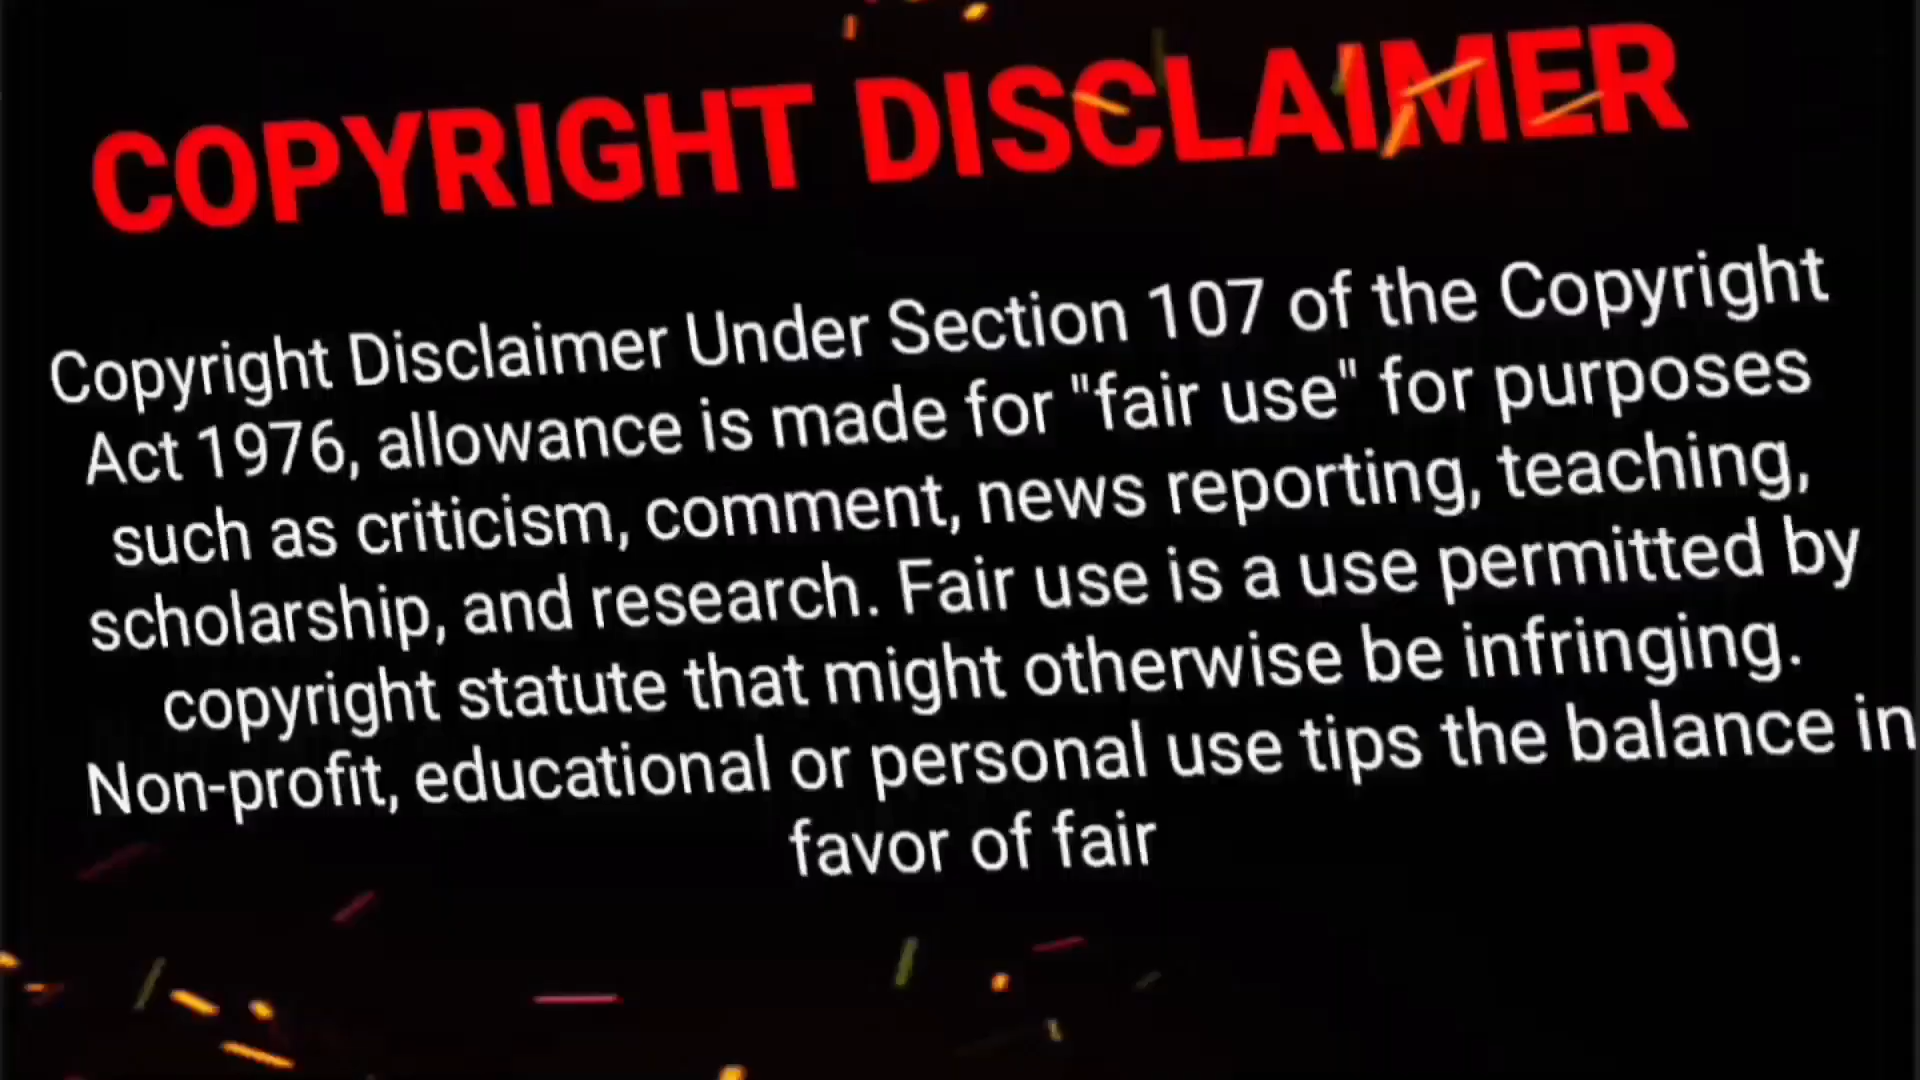 COPYRIGHT DISCLAIMER
Copyright Disclaimer Under Section 107 of the Copyright
Act 1976, allowance is made for "fair use" for purposes
such as criticism, comment, news reporting, teaching,
scholarship, and research. Fair use is a use permitted by
copyright statute that might otherwise be infringing.
Non-profit, educational or personal use tips the balance in
favor of fair